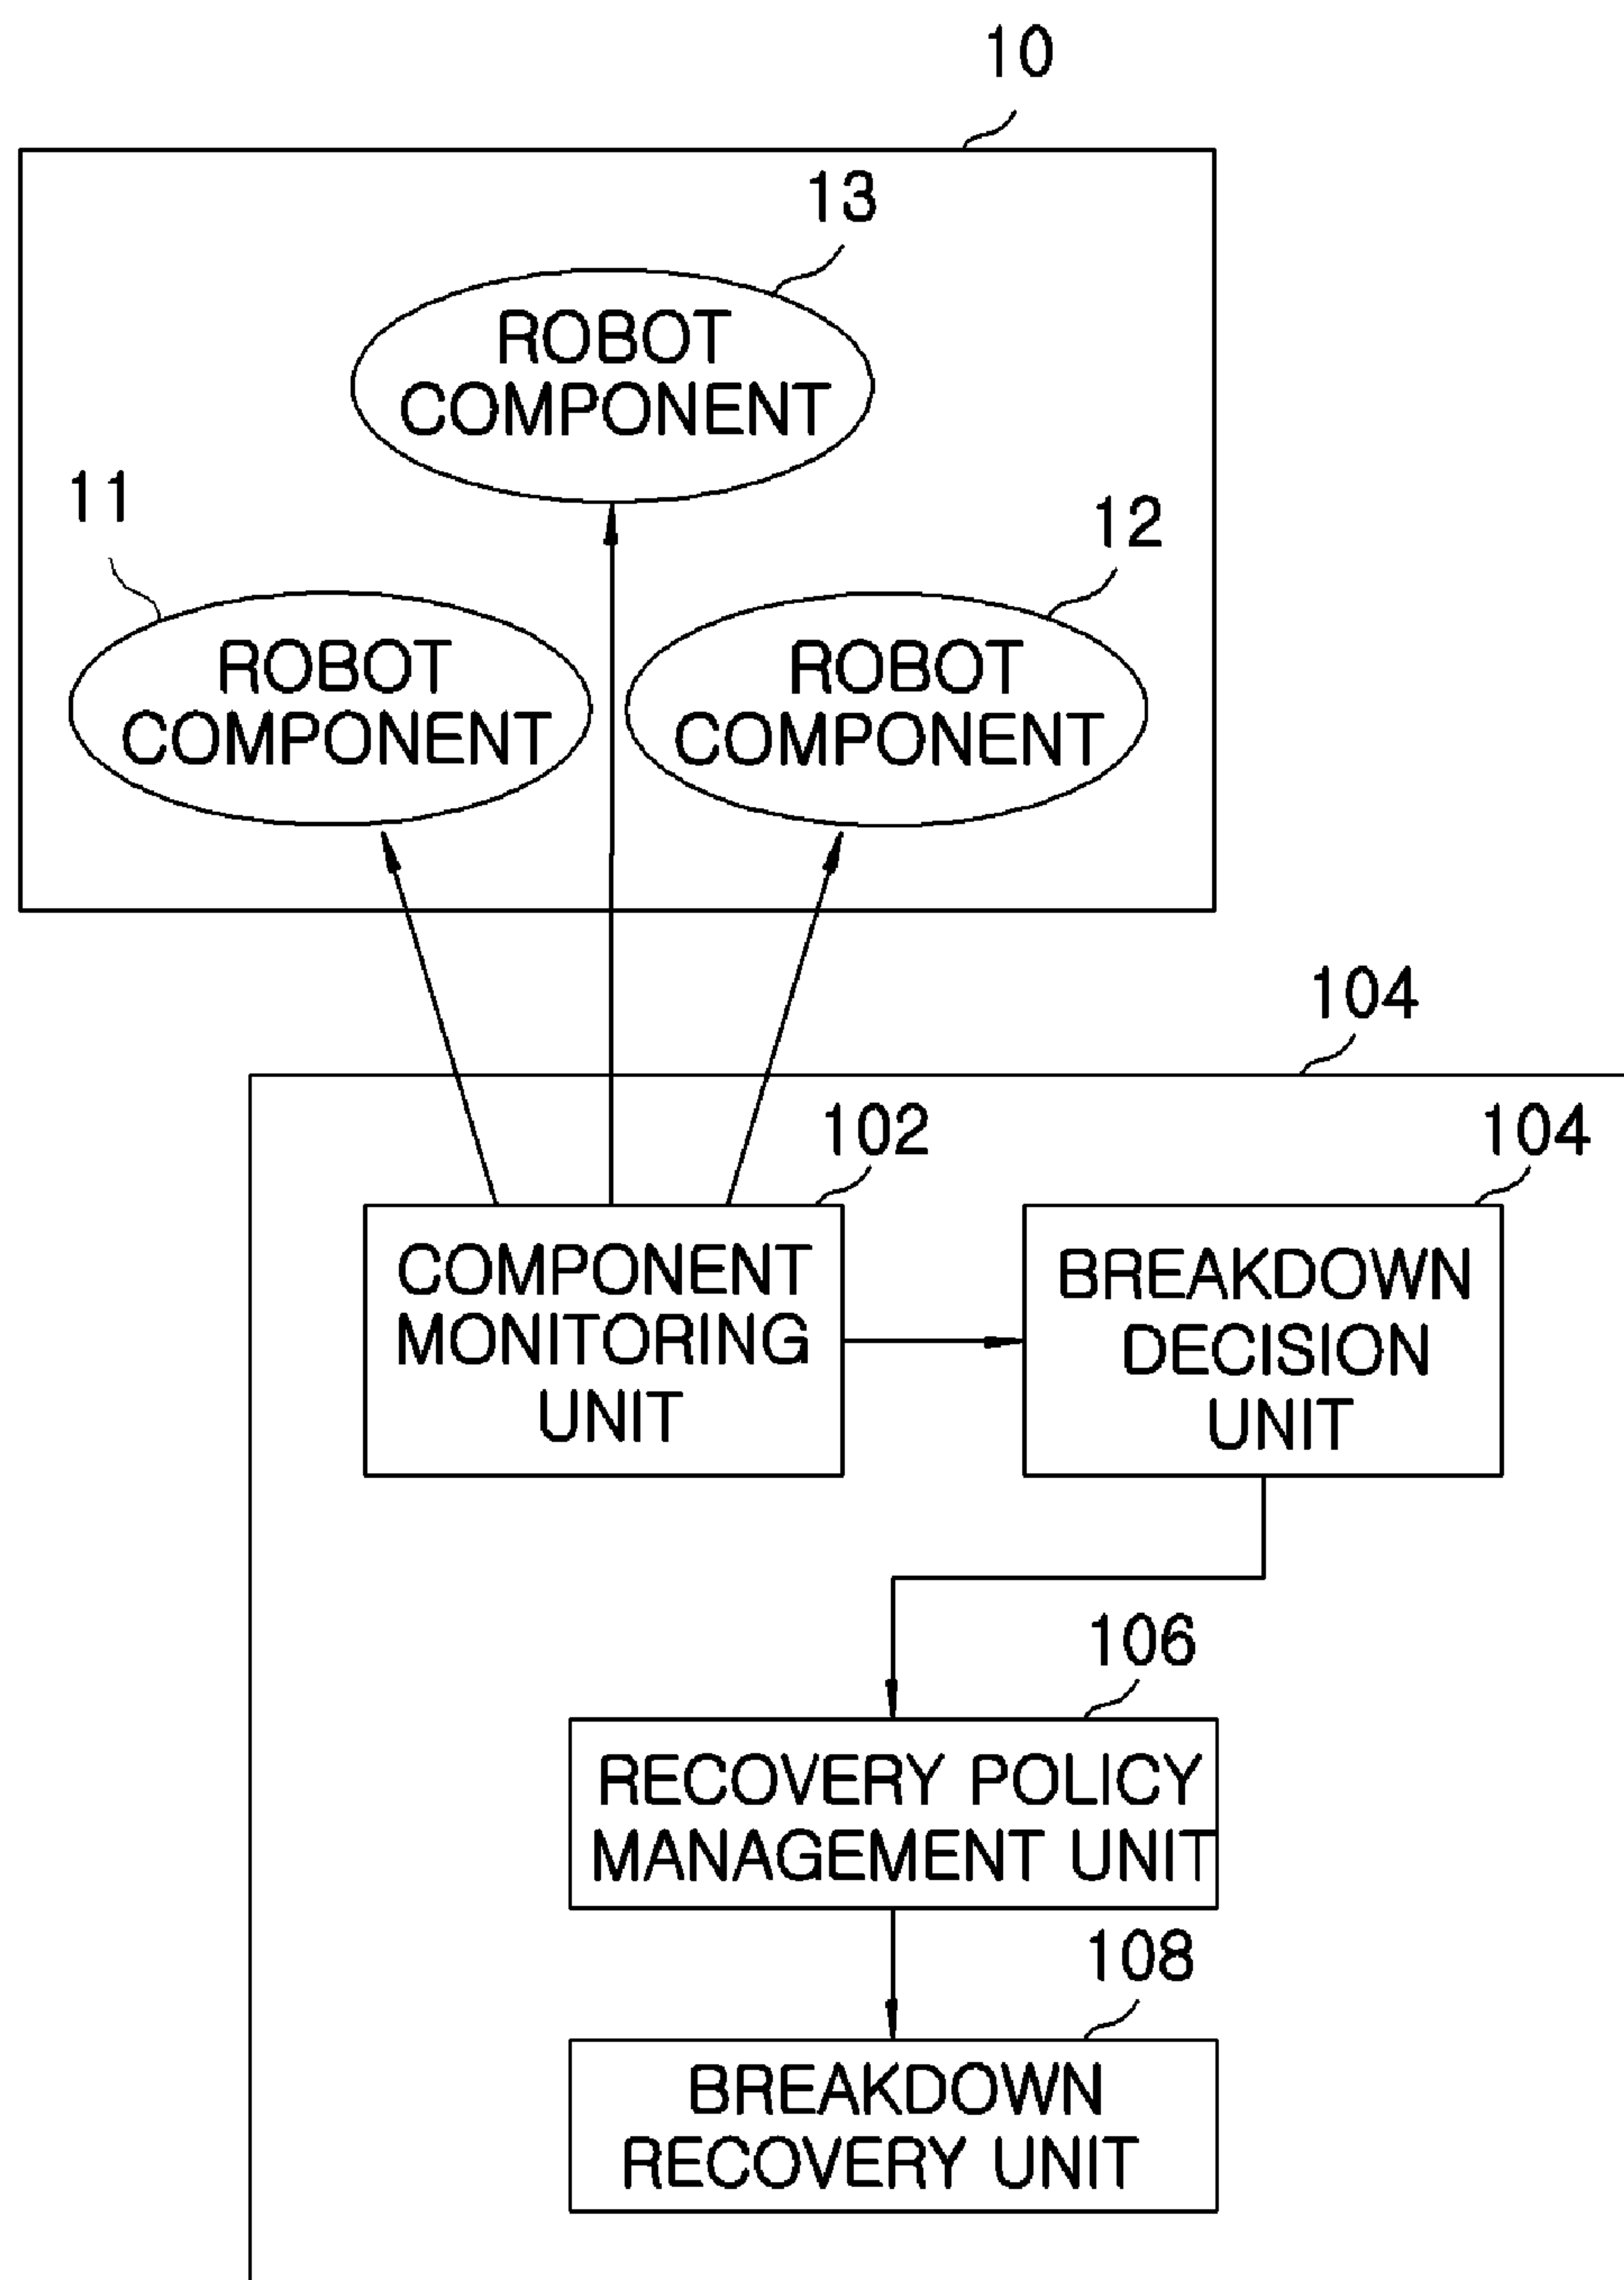 10
13
ROBOT
COMPONENT
11
12
ROBOT
COMPONENT
ROBOT
COMPONENT
104
102
104
COMPONENT
MONITORING
UNIT
BREAKDOWN
DECISION
UNIT
106
RECOVERY POLICY
MANAGEMENT UNIT
108
BREAKDOWN
RECOVERY UNIT